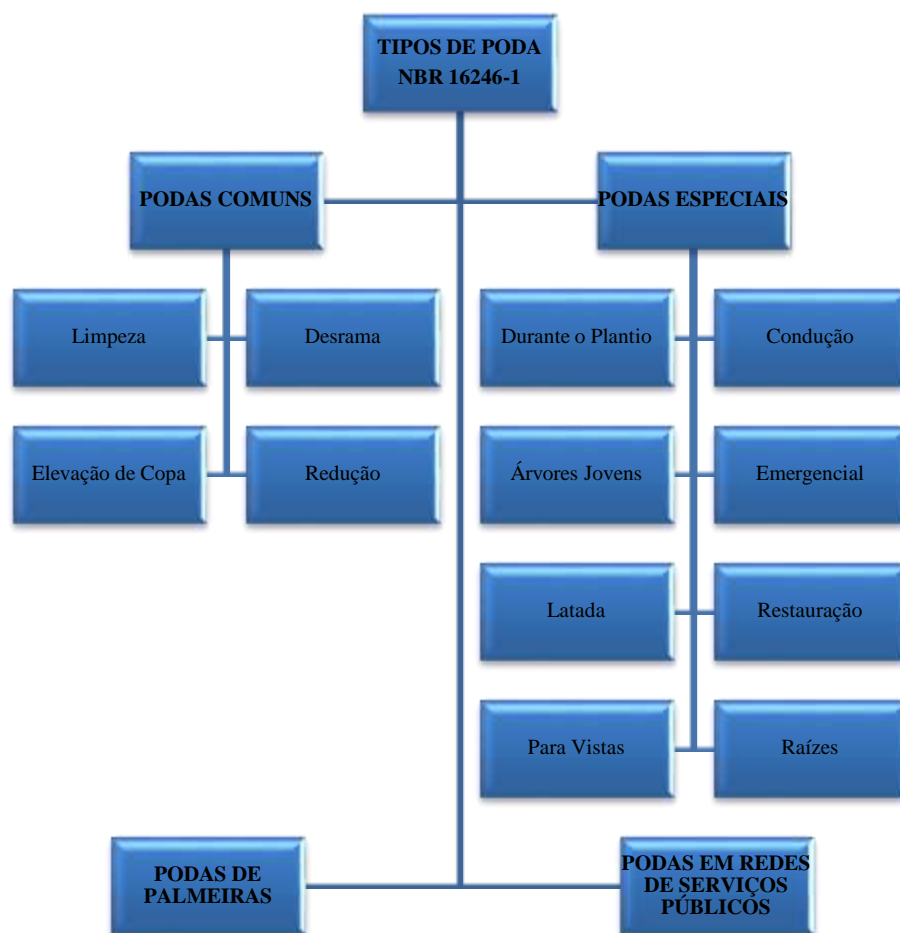 TIPOS DE PODA
NBR 16246-1
PODAS COMUNS
PODAS ESPECIAIS
Limpeza
Desrama
Durante o Plantio
Condução
Elevação de Copa
Redução
Árvores Jovens
Emergencial
Latada
Restauração
Para Vistas
Raízes
PODAS DE
PALMEIRAS
PODAS EM REDES
DE SERVIÇOS
PÚBLICOS